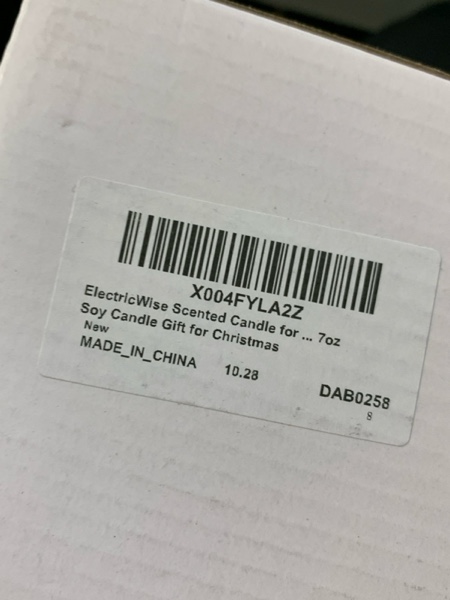 X004FYLA2Z
ElectricWise Scented Candle for ... 7oz
Soy Candle Gift for Christmas
New
MADE_IN_CHINA 10.28 DAB0258
8